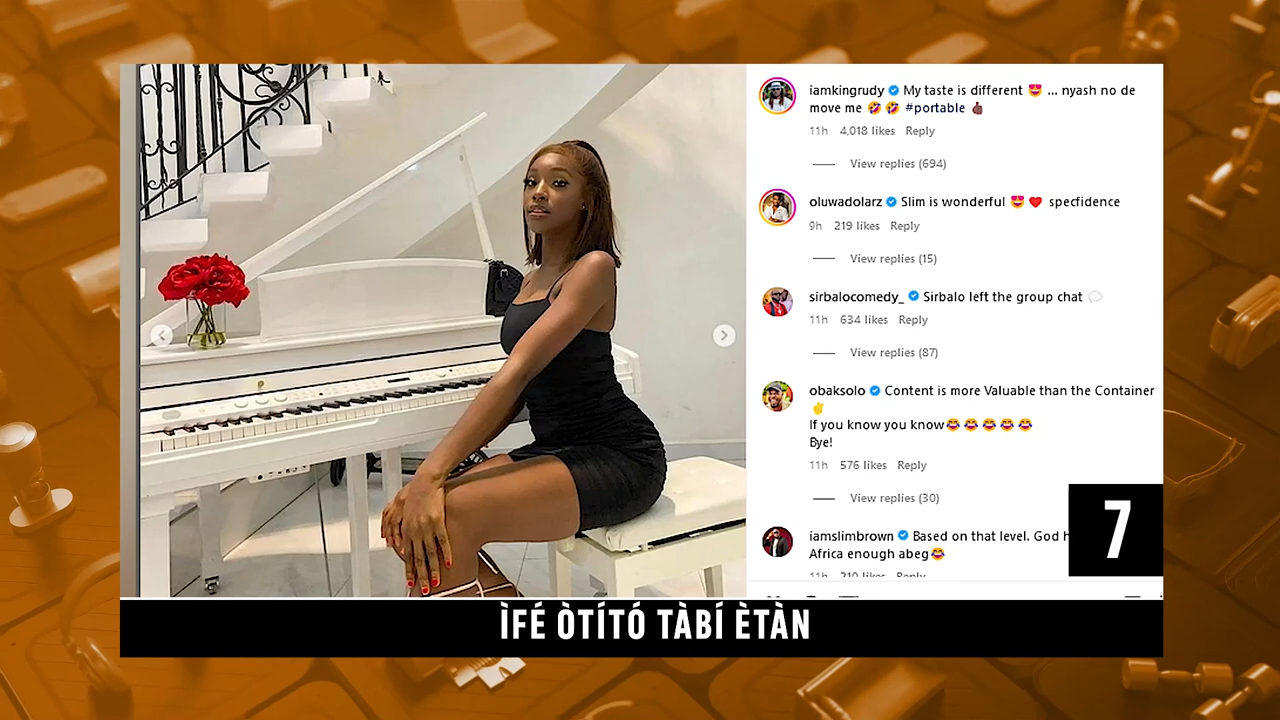 iamkingrudy My taste is different 😍 ... nyash no de
move me 🤣 🤣 #portable 👍🏿
11h 4,018 likes Reply
View replies (694)
oluwadolarz Slim is wonderful 😍 ❤️ specfidence
9h 219 likes Reply
View replies (15)
sirbalocomedy_ Sirbalo left the group chat 💭
11h 634 likes Reply
View replies (87)
obaksolo Content is more Valuable than the Container
✌️
If you know you know😂 😂 😂 😂 😂
Bye!
11h 576 likes Reply
View replies (30)
iamslimbrown Based on that level. God
Africa enough abeg😂
11h 210 likes Reply
7
ÌFÉ ÒTÍTÓ TÀBÍ ÈTÀN